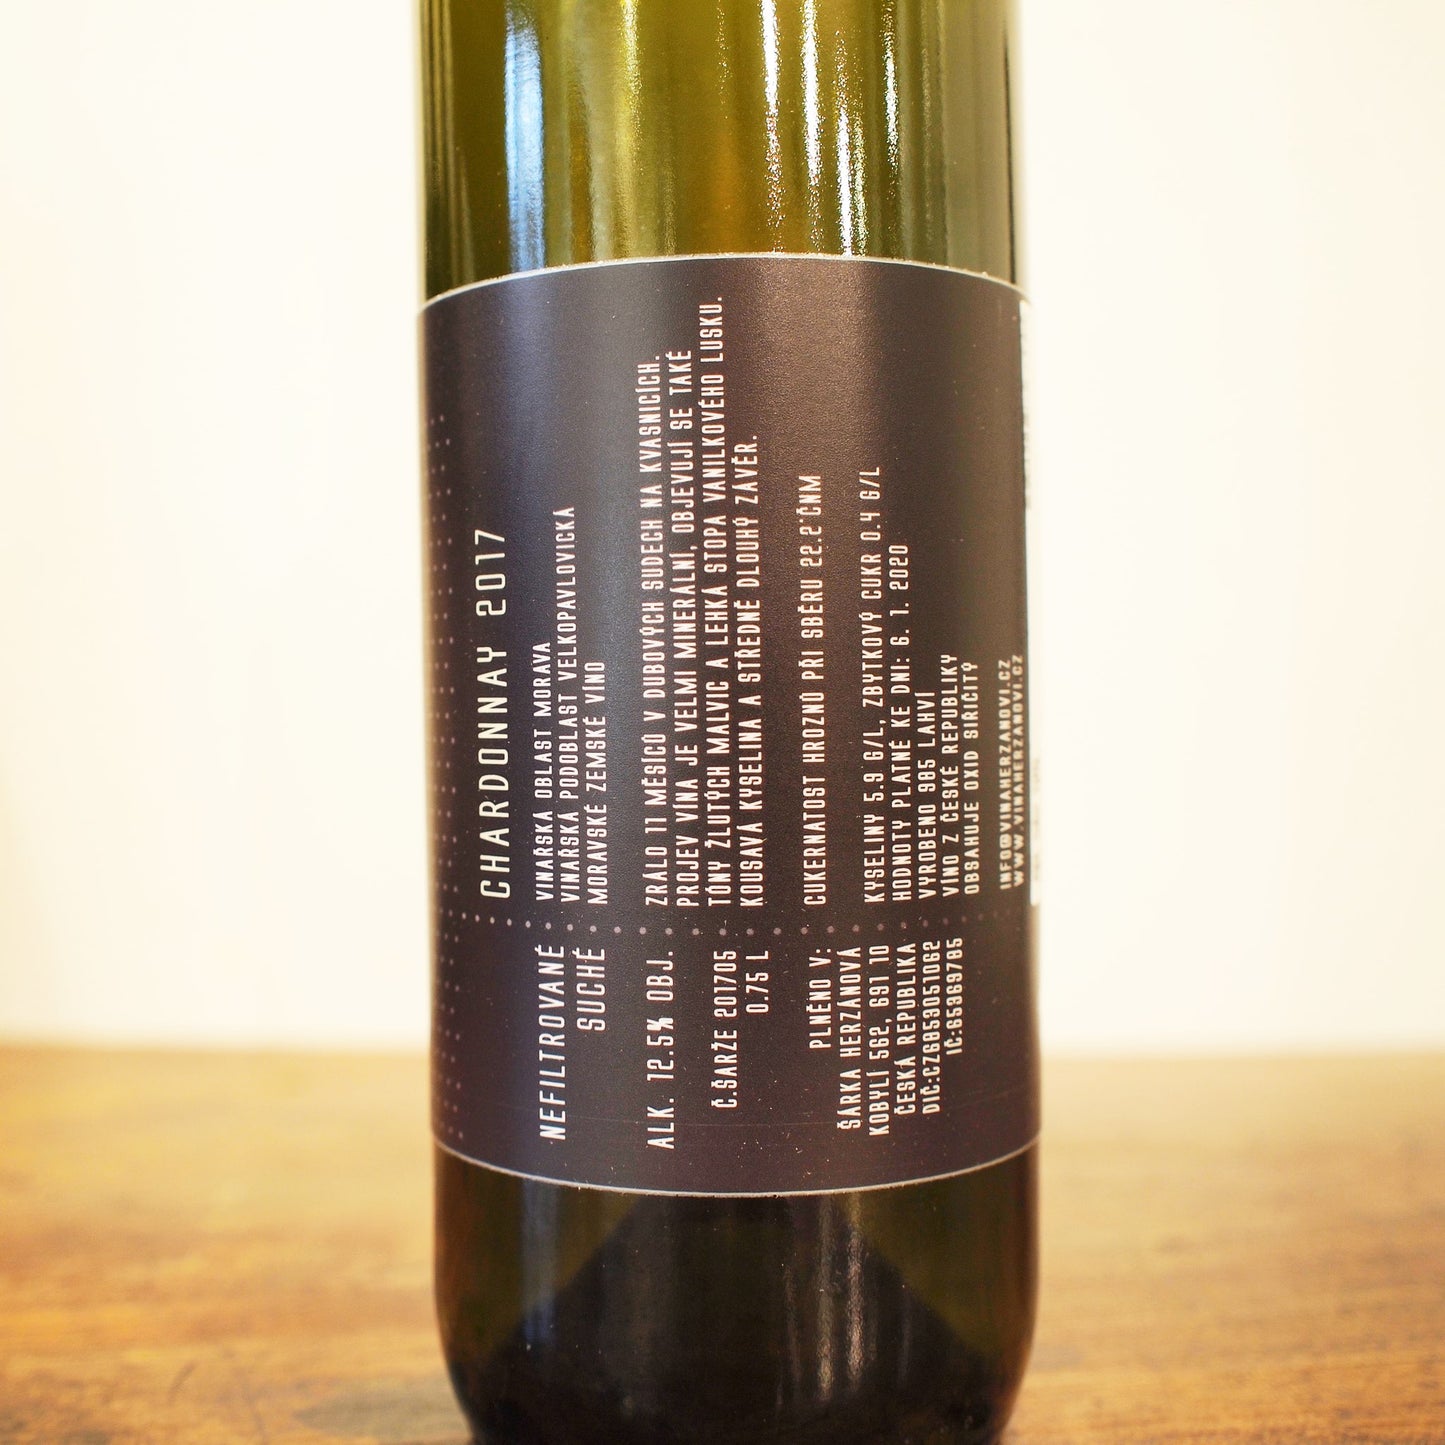 CHARDONNAY 2017
VINAŘSKÁ OBLAST MORAVA
VINAŘSKÁ PODOBLAST VELKOPAVLOVICKÁ
MORAVSKÉ ZEMSKÉ VÍNO
ZRÁLO 11 MĚSÍCŮ V DUBOVÝCH SUDECH NA KVASNICÍCH.
PROJEV VÍNA JE VELMI MINERÁLNÍ, OBJEVUJÍ SE TAKÉ
TÓNY ŽLUTÝCH MALVIC A LEHKÁ STOPA VANILKOVÉHO LUSKU.
KOUSAVÁ KYSELINA A STŘEDNĚ DLOUHÝ ZÁVĚR.
CUKERNATOST HROZNŮ PŘI SBĚRU 22.2°ČNM
KYSELINY 5.9 G/L, ZBYTKOVÝ CUKR 0.4 G/L
HODNOTY PLATNÉ KE DNI: 6. 1. 2020
VYROBENO 985 LAHVÍ
VÍNO Z ČESKÉ REPUBLIKY
OBSAHUJE OXID SIŘIČITÝ
INFO@VINAHERZANOVI.CZ
WWW.VINAHERZANOVI.CZ
NEFILTROVANÉ
SUCHÉ
ALK. 12.5% OBJ.
Č.ŠARŽE 201705
0.75 L
PLNĚNO V:
ŠÁRKA HERZÁNOVÁ
KOBYLÍ 562, 691 10
ČESKÁ REPUBLIKA
DIČ:CZ6853051062
IČ:65369785